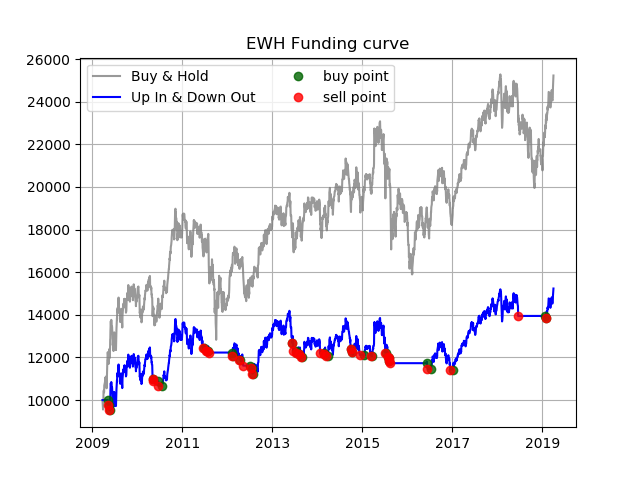 EWH Funding curve
Buy & Hold
Up In & Down Out
buy point
sell point
26000
24000
22000
20000
18000
16000
14000
12000
10000
2009 2011 2013 2015 2017 2019